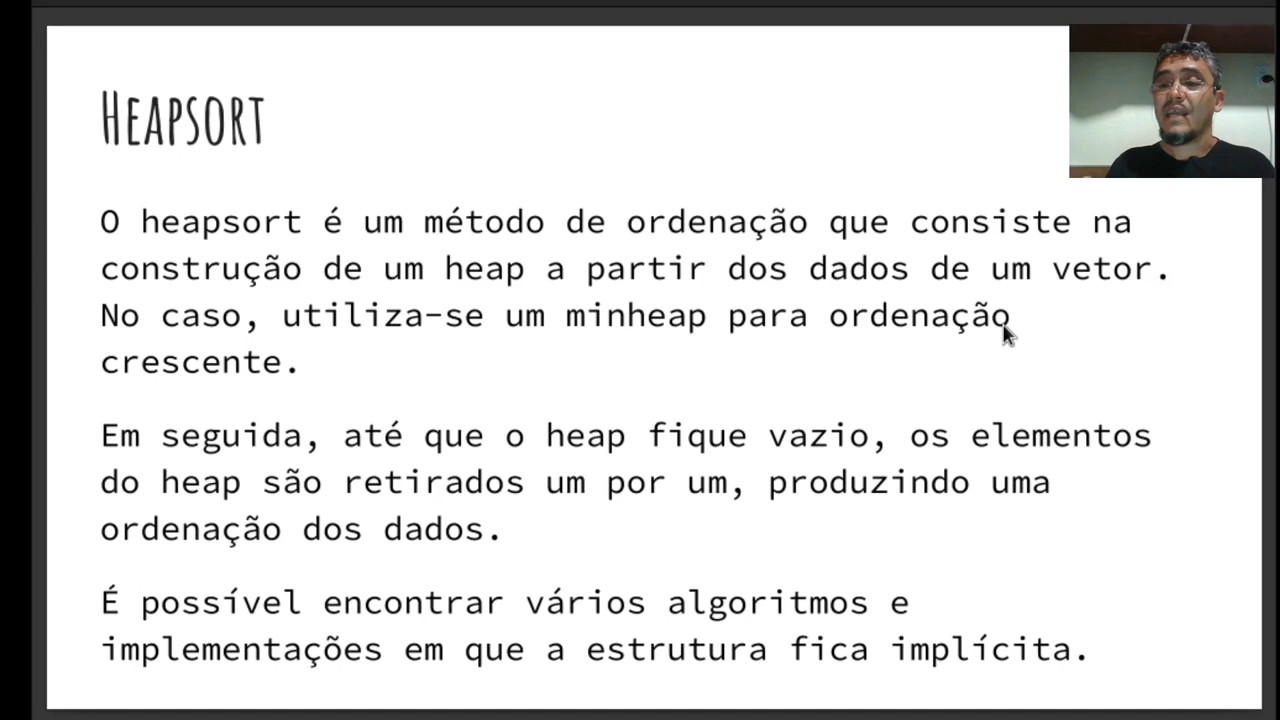 Heapsort
O heapsort é um método de ordenação que consiste na
construção de um heap a partir dos dados de um vetor.
No caso, utiliza-se um minheap para ordenação
crescente.
Em seguida, até que o heap fique vazio, os elementos
do heap são retirados um por um, produzindo uma
ordenação dos dados.
É possível encontrar vários algoritmos e
implementações em que a estrutura fica implícita.